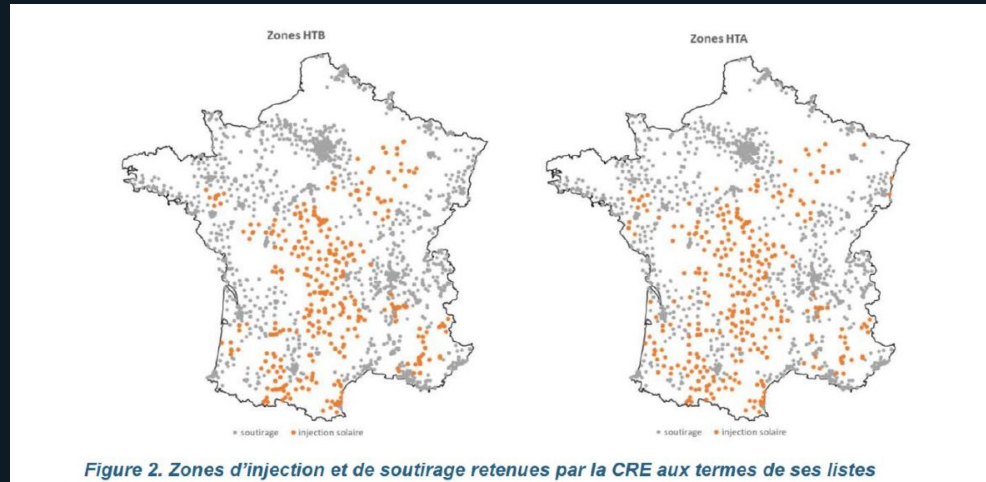 Zones HTB
Zones HTA
soutirage injection solaire
soutirage injection solaire
Figure 2. Zones d'injection et de soutirage retenues par la CRE aux termes de ses listes